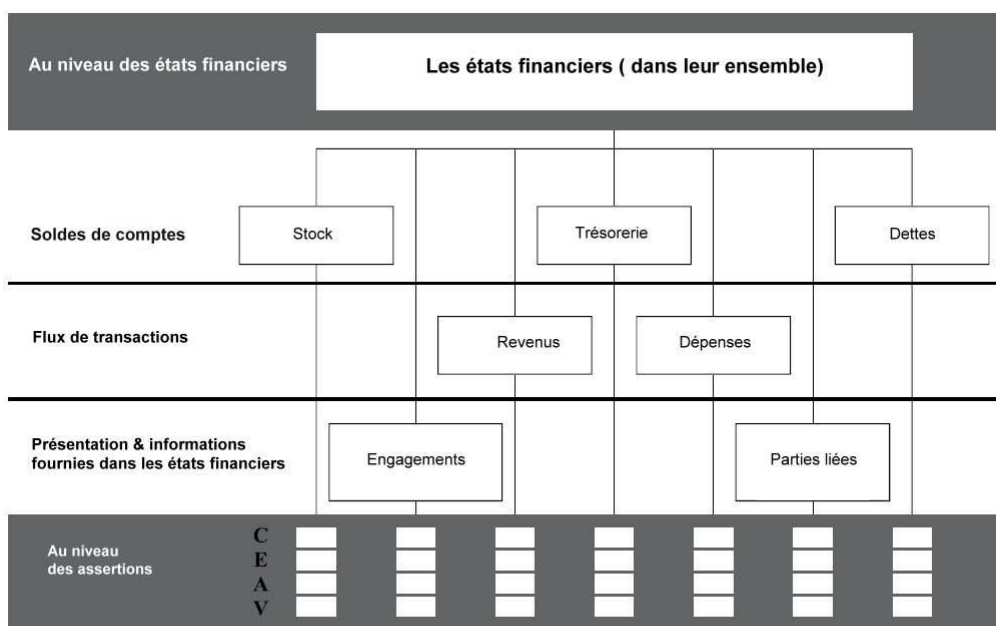 Au niveau des états financiers
Les états financiers ( dans leur ensemble)
Soldes de comptes
Stock
Trésorerie
Dettes
Flux de transactions
Revenus
Dépenses
Présentation & informations
fournies dans les états financiers
Engagements
Parties liées
Au niveau
des assertions
C
E
A
V